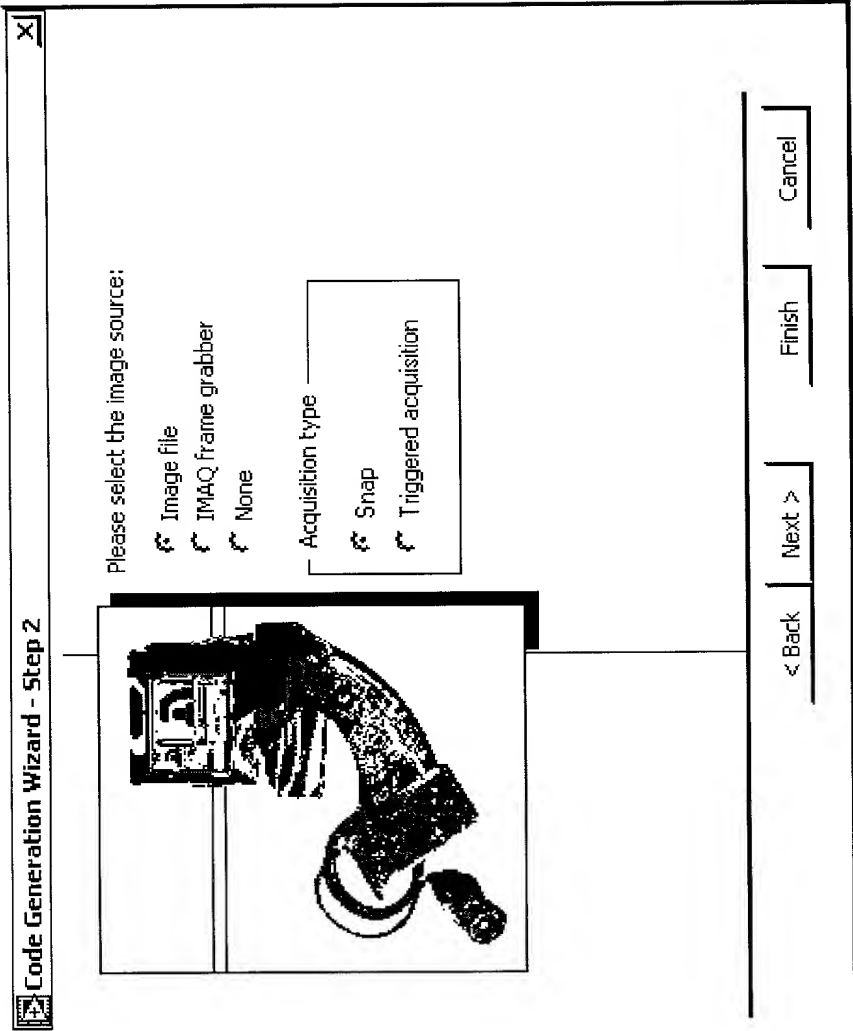 Code Generation Wizard - Step 2
Please select the image source:
Image file
IMAQ frame grabber
None
Acquisition type
Snap
Triggered acquisition
< Back
Next >
Finish
Cancel